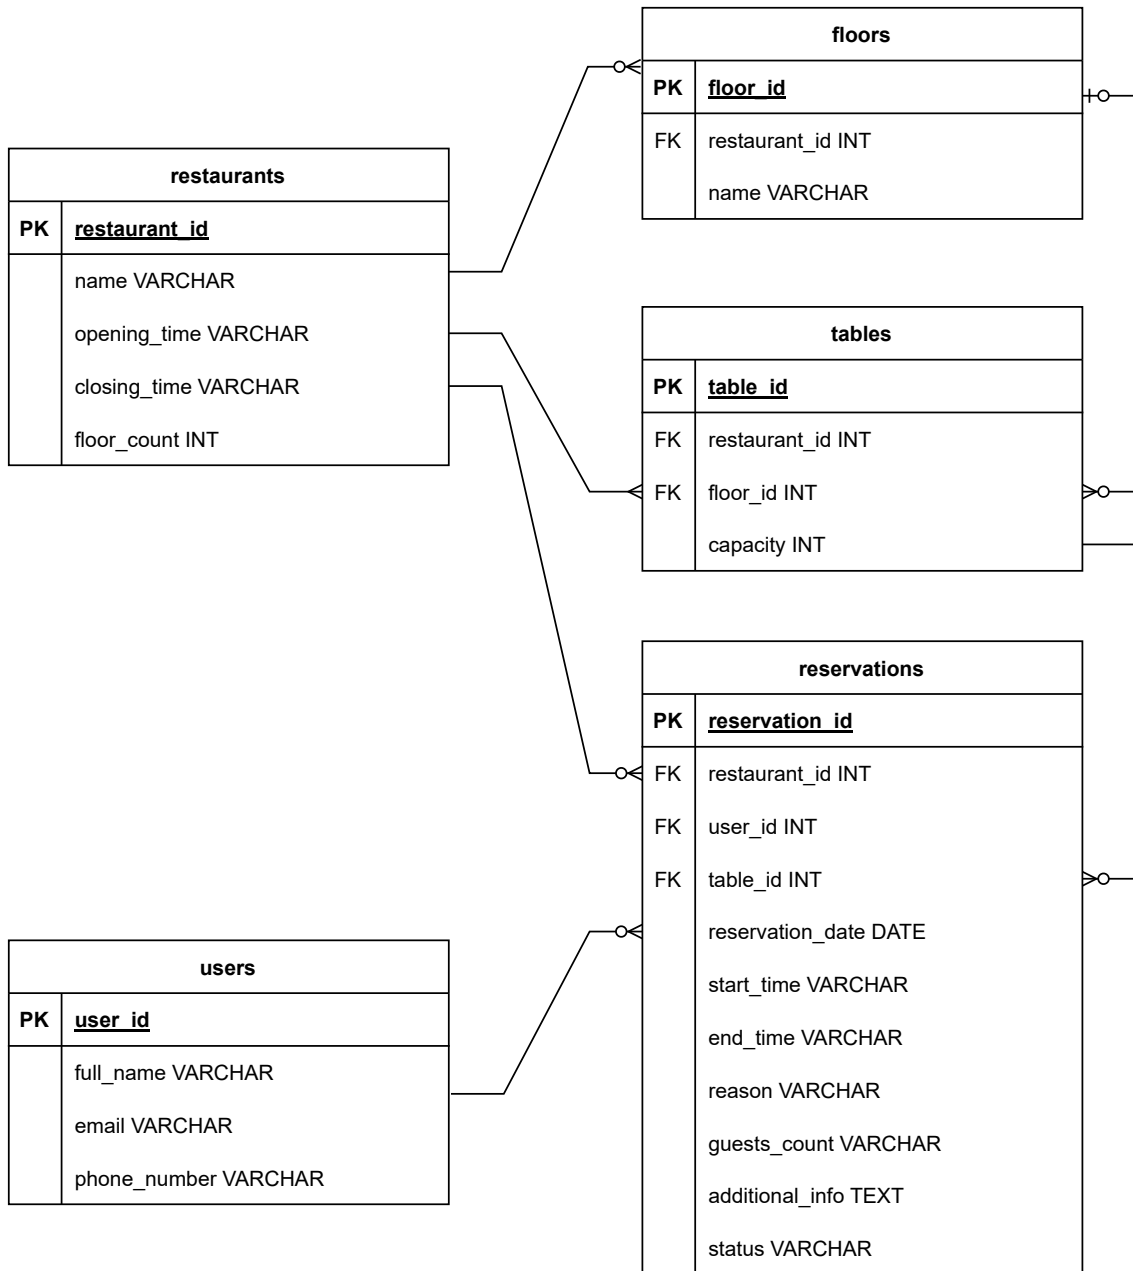 floors
PK floor_id
FK restaurant_id INT
name VARCHAR
restaurants
PK restaurant_id
name VARCHAR
opening_time VARCHAR
closing_time VARCHAR
floor_count INT
tables
PK table_id
FK restaurant_id INT
FK floor_id INT
capacity INT
reservations
PK reservation_id
FK restaurant_id INT
FK user_id INT
FK table_id INT
reservation_date DATE
start_time VARCHAR
end_time VARCHAR
reason VARCHAR
guests_count VARCHAR
additional_info TEXT
status VARCHAR
users
PK user_id
full_name VARCHAR
email VARCHAR
phone_number VARCHAR